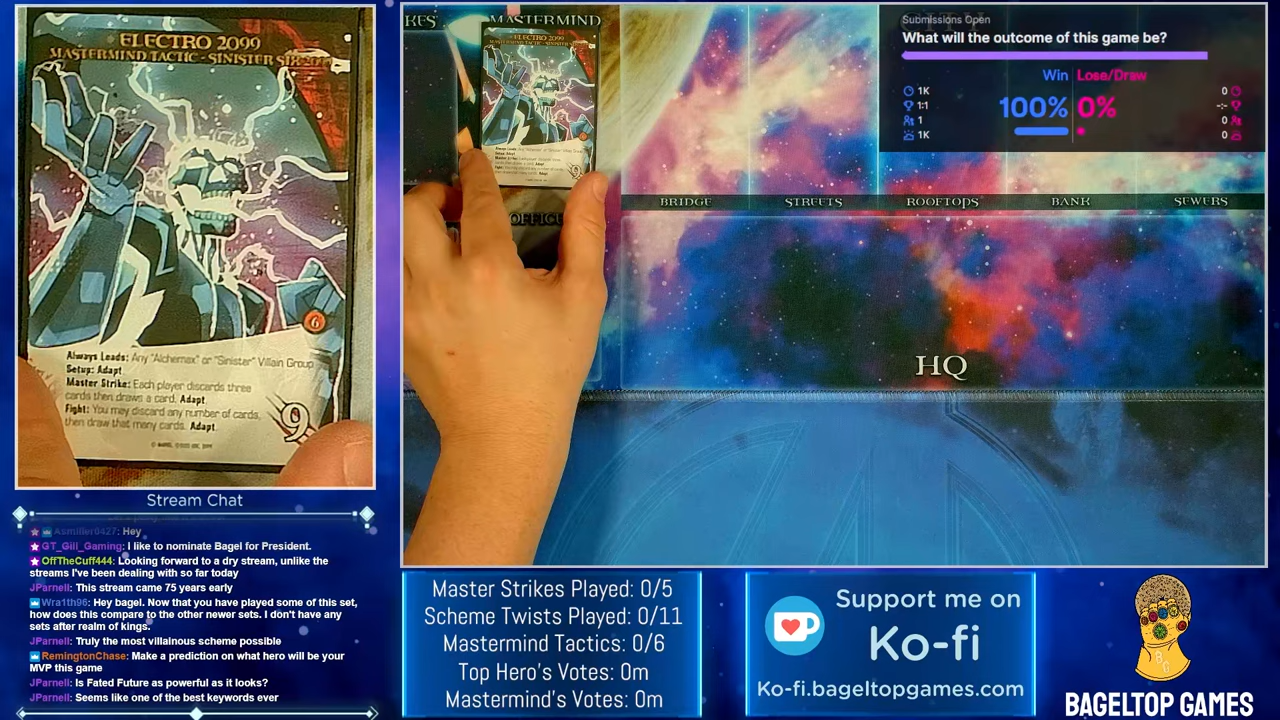 ELECTRO 2099
MASTERMIND TACTIC - SINISTER SIX 2099
6
Always Leads: Any "Alchemax" or "Sinister" Villain Group
Setup: Adapt.
Master Strike: Each player discards three
cards then draws a card. Adapt.
Fight: You may discard any number of cards,
then draw that many cards. Adapt.
9
Stream Chat
Asmiller0427: Hey
GT_Gill_Gaming: I like to nominate Bagel for President.
OffTheCuff444: Looking forward to a dry stream, unlike the
streams I've been dealing with so far today
JParnell: This stream came 75 years early
Wra1th96: Hey bagel. Now that you have played some of this set,
how does this compare to the other newer sets. I don't have any
sets after realm of kings.
JParnell: Truly the most villainous scheme possible
RemingtonChase: Make a prediction on what hero will be your
MVP this game
JParnell: Is Fated Future as powerful as it looks?
JParnell: Seems like one of the best keywords ever
KES
MASTERMIND
ELECTRO 2099
OFFICE
Submissions Open
What will the outcome of this game be?
Win Lose/Draw
100% 0%
1K
1:1
1
1K
0
-:-
0
0
BRIDGE
STREETS
ROOFTOPS
BANK
SEWERS
HQ
Master Strikes Played: 0/5
Scheme Twists Played: 0/11
Mastermind Tactics: 0/6
Top Hero's Votes: 0m
Mastermind's Votes: 0m
Support me on
Ko-fi
Ko-fi.bageltopgames.com
BAGELTOP GAMES